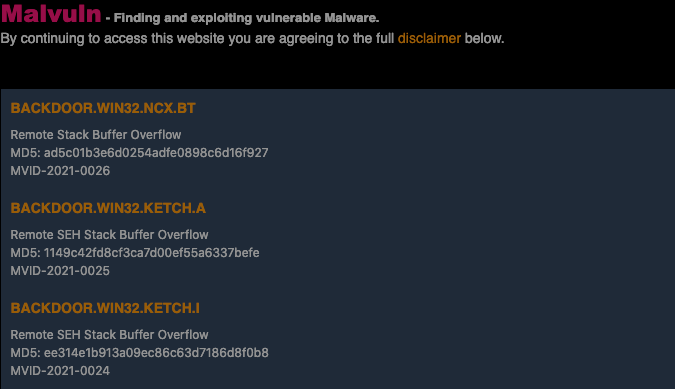 Malvuln - Finding and exploiting vulnerable Malware.
By continuing to access this website you are agreeing to the full disclaimer below.
BACKDOOR.WIN32.NCX.BT
Remote Stack Buffer Overflow
MD5: ad5c01b3e6d0254adfe0898c6d16f927
MVID-2021-0026
BACKDOOR.WIN32.KETCH.A
Remote SEH Stack Buffer Overflow
MD5: 1149c42fd8cf3ca7d00ef55a6337befe
MVID-2021-0025
BACKDOOR.WIN32.KETCH.I
Remote SEH Stack Buffer Overflow
MD5: ee314e1b913a09ec86c63d7186d8f0b8
MVID-2021-0024